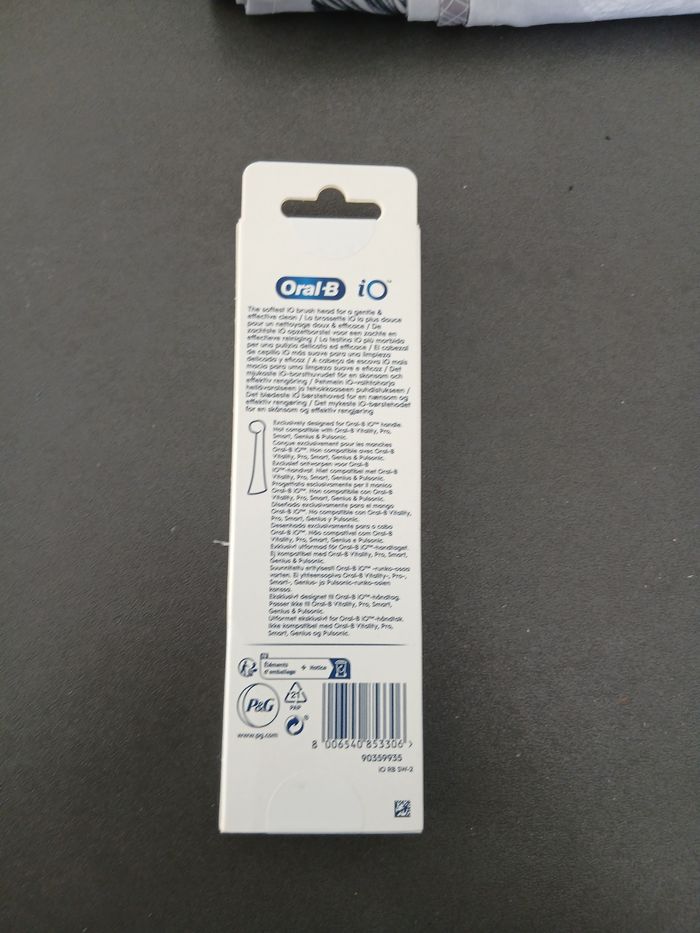 Oral-B iO™
The softest iO brush head for a gentle &
effective clean / La brossette iO la plus douce
pour un nettoyage doux & efficace / De
zachtste iO opzetborstel voor een zachte en
effectieve reiniging / La testina iO più morbida
per una pulizia delicata ed efficace / El cabezal
de cepillo iO más suave para una limpieza
delicada y eficaz / A cabeça de escova iO mais
macia para uma limpeza suave e eficaz / Det
mjukaste iO-borsthuvudet för en skonsam och
effektiv rengöring / Pehmein iO-vaihtoharja
hellävaraiseen ja tehokkaaseen puhdistukseen /
Det blødeste iO børstehoved for en nænsom og
effektiv rengøring / Det mykeste iO-børstehodet
for en skånsom og effektiv rengjøring
Exclusively designed for Oral-B iO™ handle.
Not compatible with Oral-B Vitality, Pro,
Smart, Genius & Pulsonic.
Conçue exclusivement pour les manches
Oral-B iO™. Non compatible avec Oral-B
Vitality, Pro, Smart, Genius & Pulsonic.
Exclusief ontworpen voor Oral-B
iO™-handvat. Niet compatibel met Oral-B
Vitality, Pro, Smart, Genius & Pulsonic.
Progettata esclusivamente per il manico
Oral-B iO™. Non compatibile con Oral-B
Vitality, Pro, Smart, Genius & Pulsonic.
Diseñado exclusivamente para el mango
Oral-B iO™. No compatible con Oral-B Vitality,
Pro, Smart, Genius y Pulsonic.
Desenhada exclusivamente para o cabo
Oral-B iO™. Não compatível com Oral-B
Vitality, Pro, Smart, Genius e Pulsonic.
Exklusivt utformad för Oral-B iO™-handtaget.
Ej kompatibel med Oral-B Vitality, Pro, Smart,
Genius & Pulsonic.
Suunniteltu erityisesti Oral-B iO™ -runko-osaa
varten. Ei yhteensopiva Oral-B Vitality-, Pro-,
Smart-, Genius- ja Pulsonic-runko-osien
kanssa.
Eksklusivt designet til Oral-B iO™-håndtag.
Passer ikke til Oral-B Vitality, Pro, Smart,
Genius & Pulsonic.
Utformet eksklusivt for Oral-B iO™-håndtak.
Ikke kompatibel med Oral-B Vitality, Pro,
Smart, Genius og Pulsonic.
Éléments
d'emballage + Notice
P&G
www.pg.com
21
PAP
8 006540 853306 >
90359935
iO RB SW-2